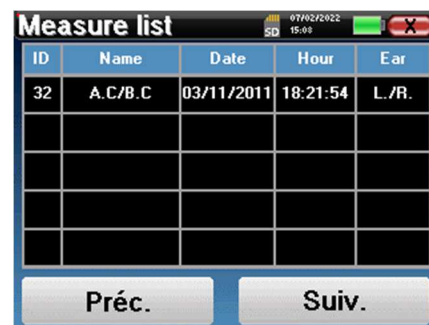 Measure list SD 07/02/2022 15:08 X
ID Name Date Hour Ear
32 A.C/B.C 03/11/2011 18:21:54 L./R.
Préc. Suiv.